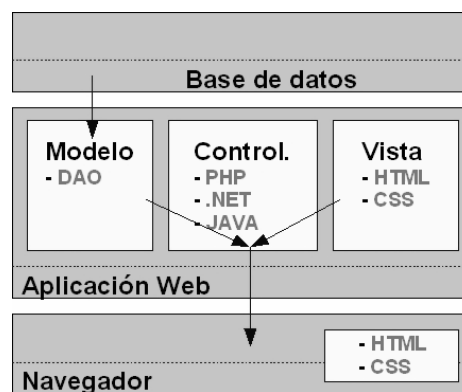 Base de datos
Modelo
- DAO
Control.
- PHP
- .NET
- JAVA
Vista
- HTML
- CSS
Aplicación Web
- HTML
- CSS
Navegador